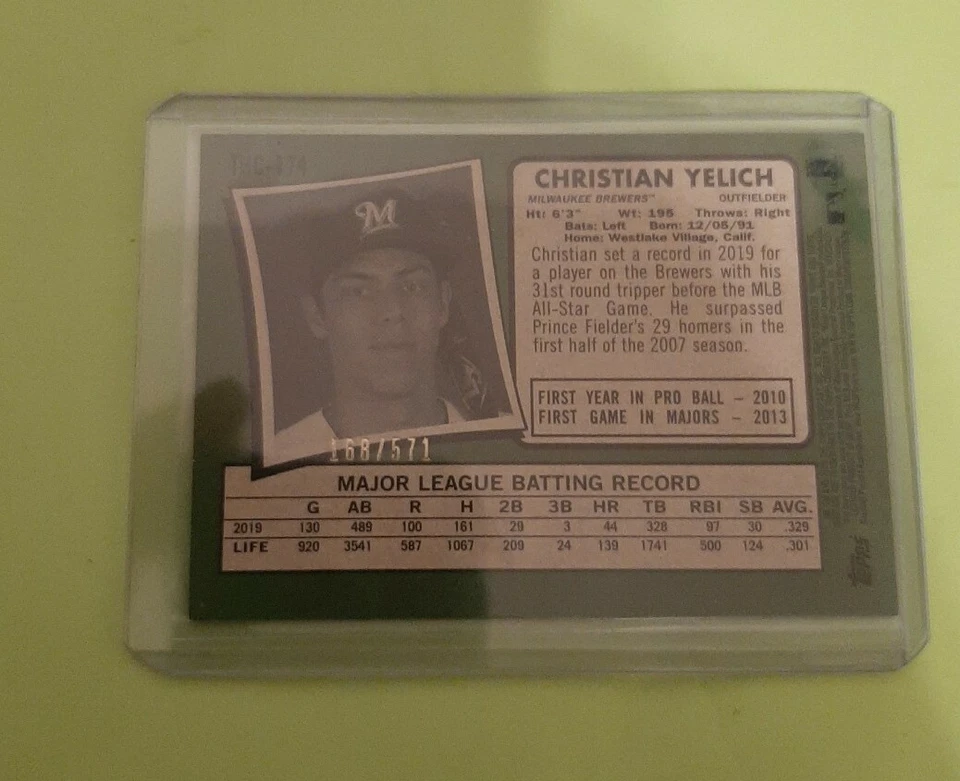 M
CHRISTIAN YELICH
MILWAUKEE BREWERS™ OUTFIELDER
Ht: 6'3" Wt: 195 Throws: Right
Bats: Left Born: 12/05/91
Home: Westlake Village, Calif.
Christian set a record in 2019 for
a player on the Brewers with his
31st round tripper before the MLB
All-Star Game. He surpassed
Prince Fielder's 29 homers in the
first half of the 2007 season.
FIRST YEAR IN PRO BALL – 2010
FIRST GAME IN MAJORS – 2013
168/571
MAJOR LEAGUE BATTING RECORD
G AB R H 2B 3B HR TB RBI SB AVG.
2019 130 489 100 161 29 3 44 328 97 30 .329
LIFE 920 3541 587 1067 209 24 139 1741 500 124 .301
TOPPS